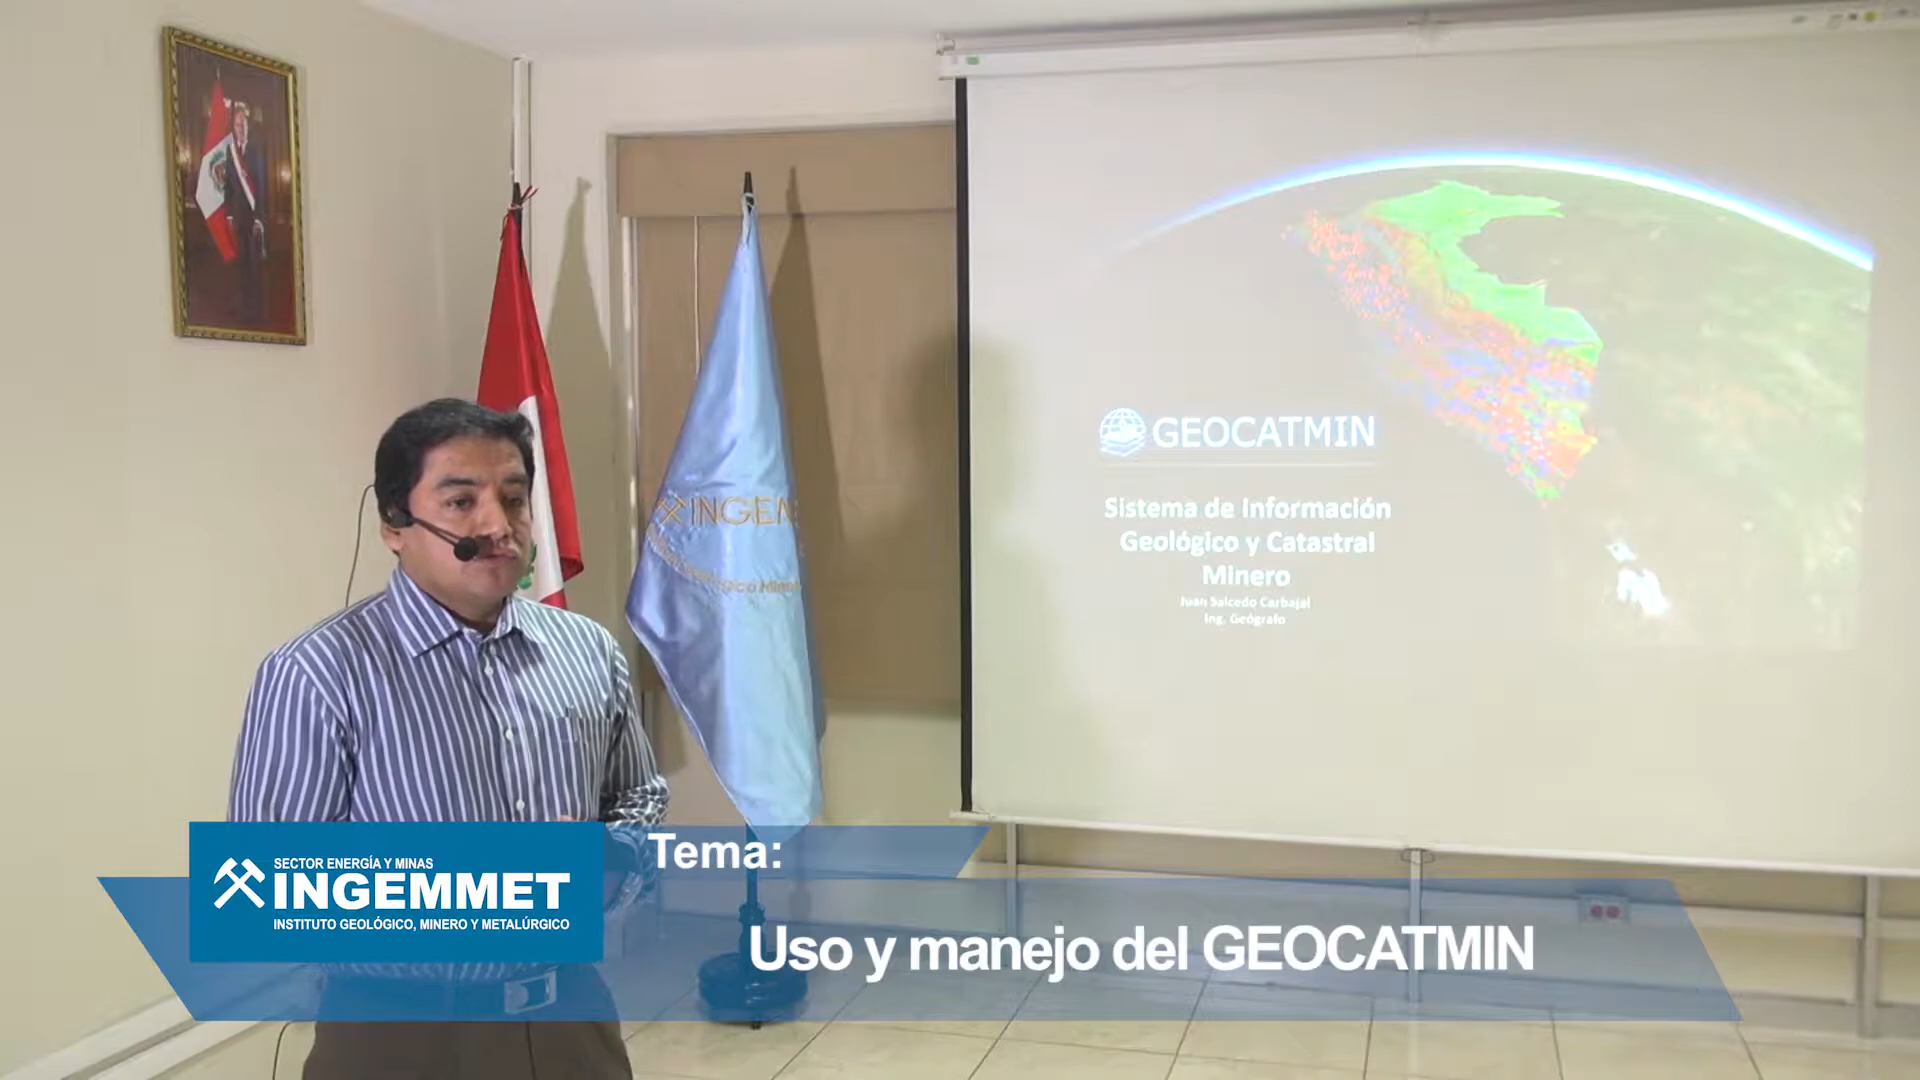 GEOCATMIN
Sistema de Información
Geológico y Catastral
Minero
Juan Salcedo Carbajal
Ing. Geógrafo
INGEM
Tema:
SECTOR ENERGÍA Y MINAS
INGEMMET
INSTITUTO GEOLÓGICO, MINERO Y METALÚRGICO
Uso y manejo del GEOCATMIN